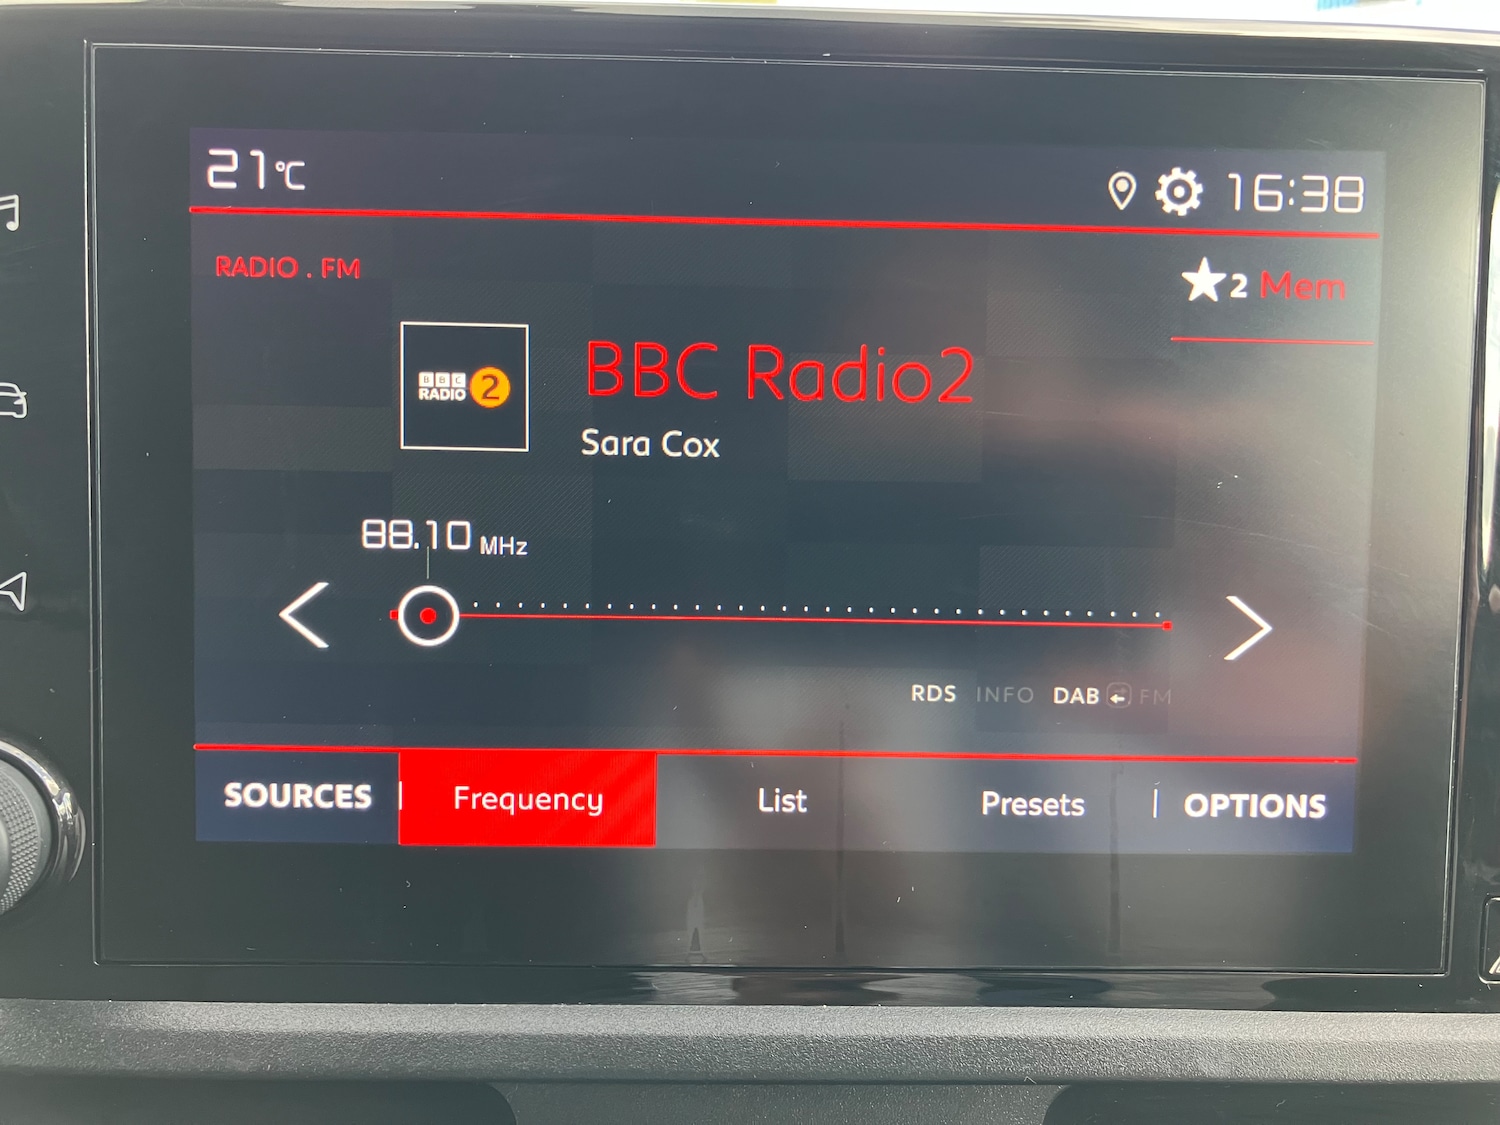 21°C
16:38
RADIO . FM
★2 Mem
BBC RADIO 2
BBC Radio2
Sara Cox
88.10 MHz
RDS INFO DAB FM
SOURCES Frequency List Presets OPTIONS